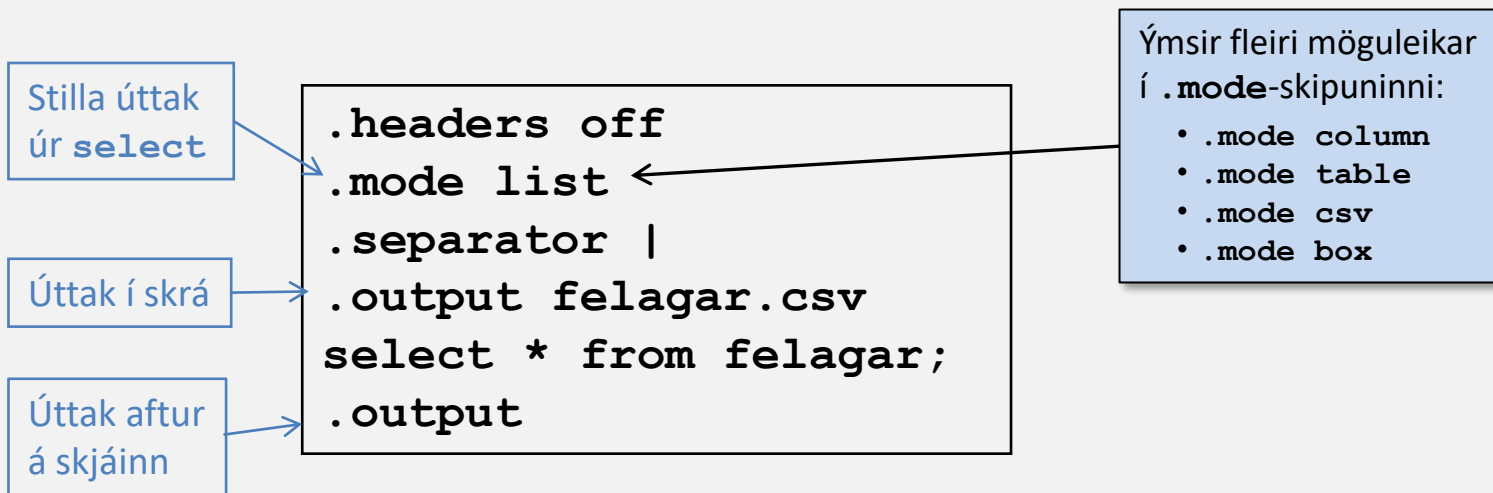 Stilla úttak
úr select
Úttak í skrá
Úttak aftur
á skjáinn
.headers off
.mode list
.separator |
.output felagar.csv
select * from felagar;
.output
Ýmsir fleiri möguleikar
í .mode-skipuninni:
• .mode column
• .mode table
• .mode csv
• .mode box